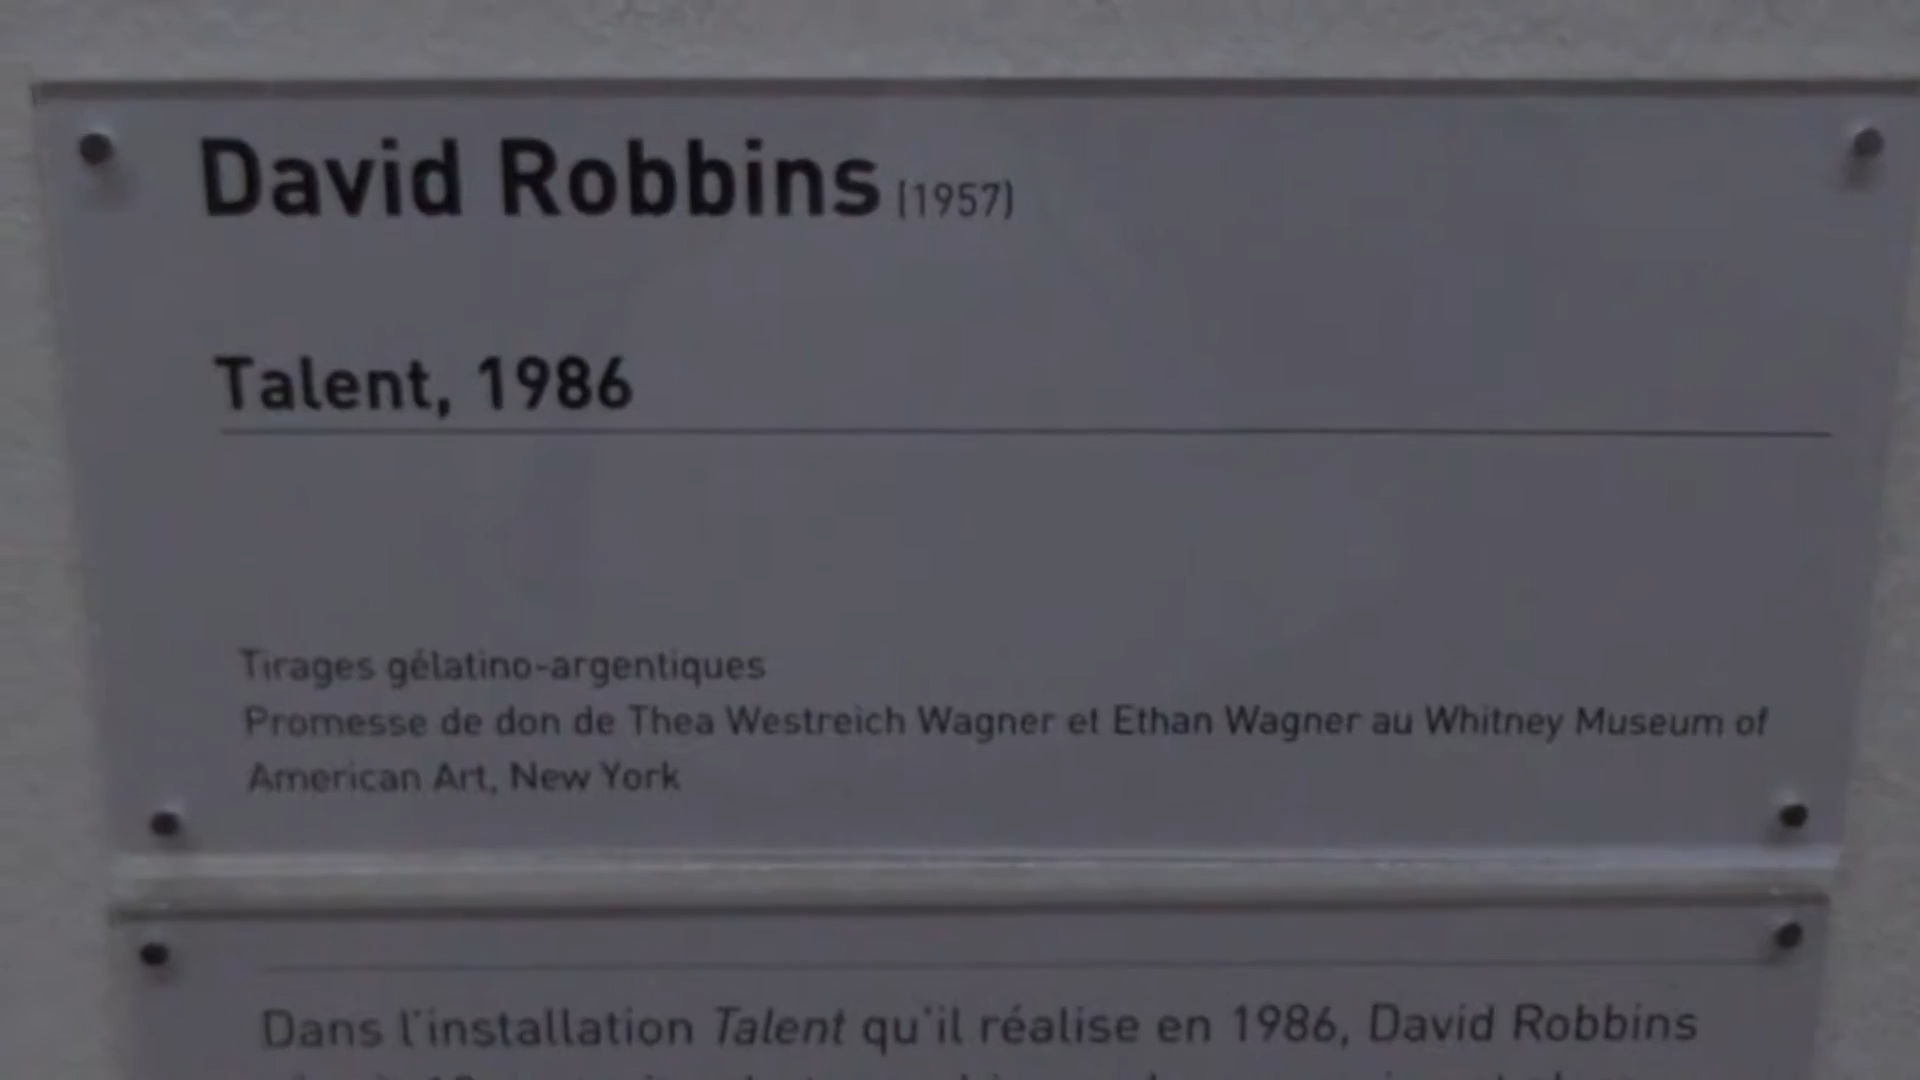 David Robbins (1957)
Talent, 1986
Tirages gélatino-argentiques
Promesse de don de Thea Westreich Wagner et Ethan Wagner au Whitney Museum of
American Art, New York
Dans l'installation Talent qu'il réalise en 1986, David Robbins